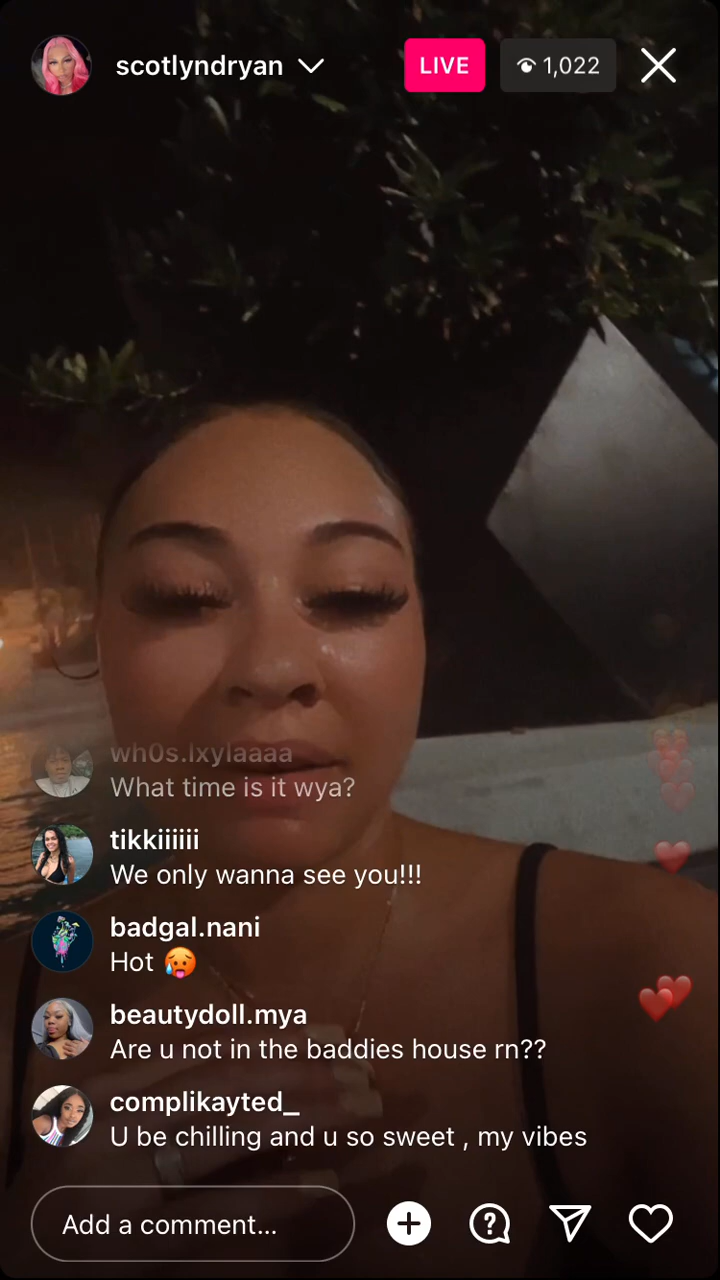 scotlyndryan
LIVE
1,022
wh0s.lxylaaaa
What time is it wya?
tikkiiiiii
We only wanna see you!!!
badgal.nani
Hot 🥵
beautydoll.mya
Are u not in the baddies house rn??
complikayted_
U be chilling and u so sweet , my vibes
Add a comment...